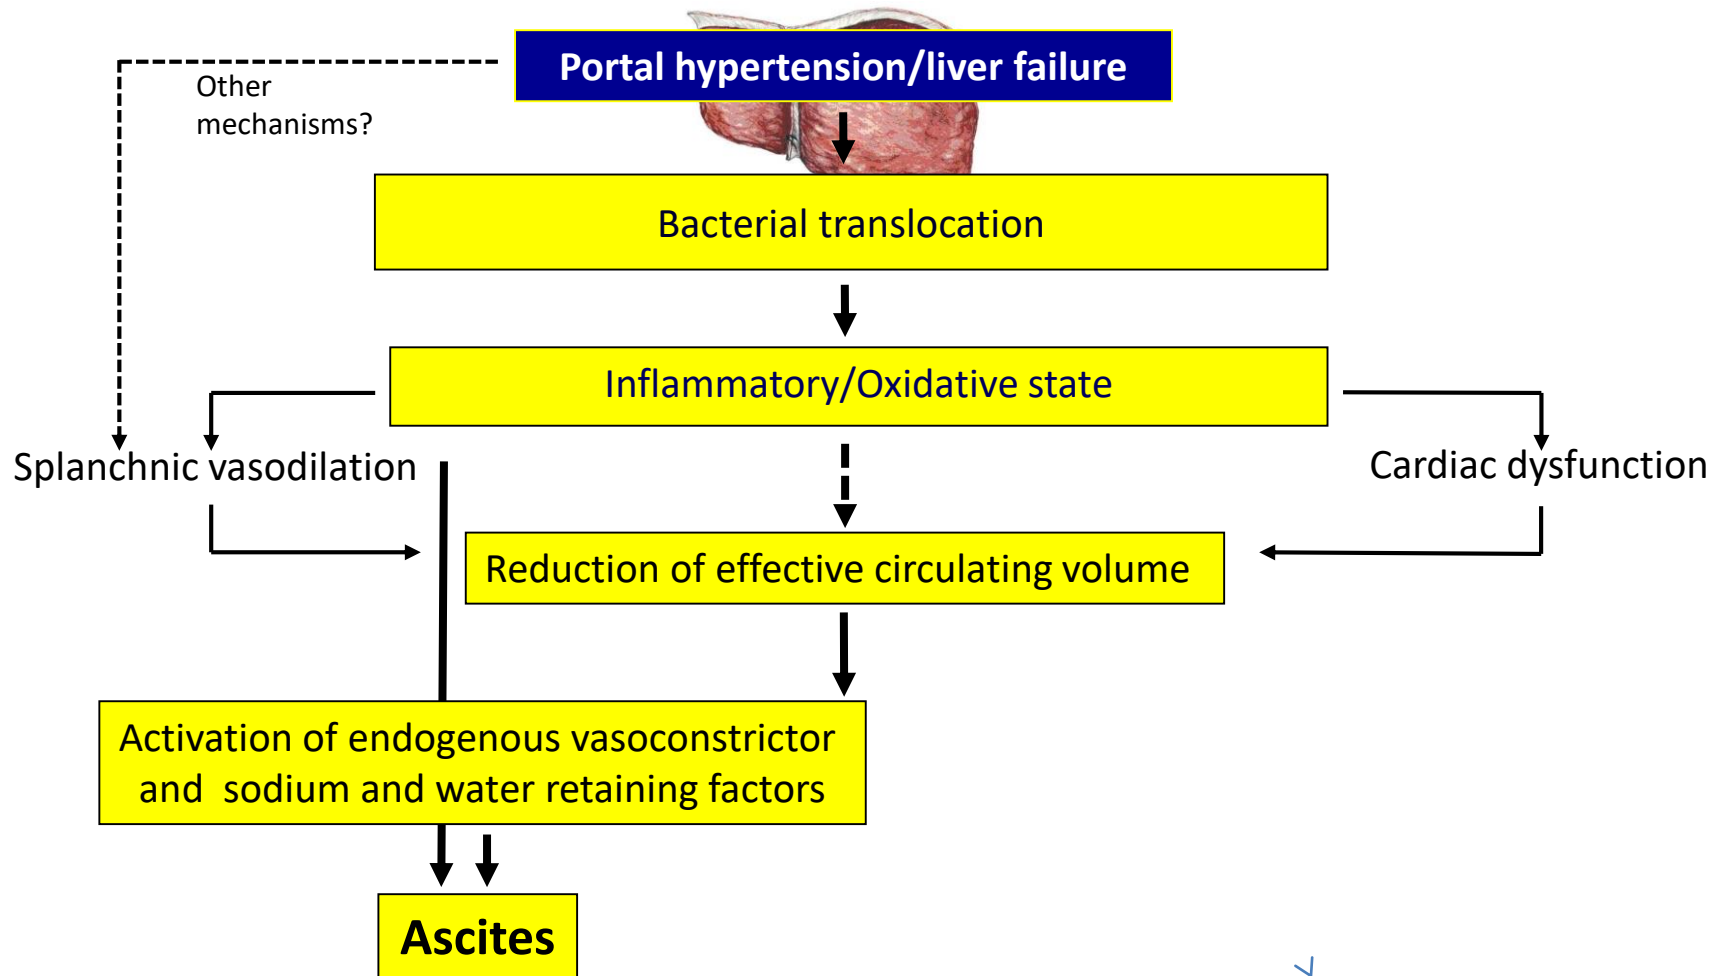 Portal hypertension/liver failure
Other
mechanisms?
Bacterial translocation
Inflammatory/Oxidative state
Splanchnic vasodilation
Cardiac dysfunction
Reduction of effective circulating volume
Activation of endogenous vasoconstrictor
and sodium and water retaining factors
Ascites